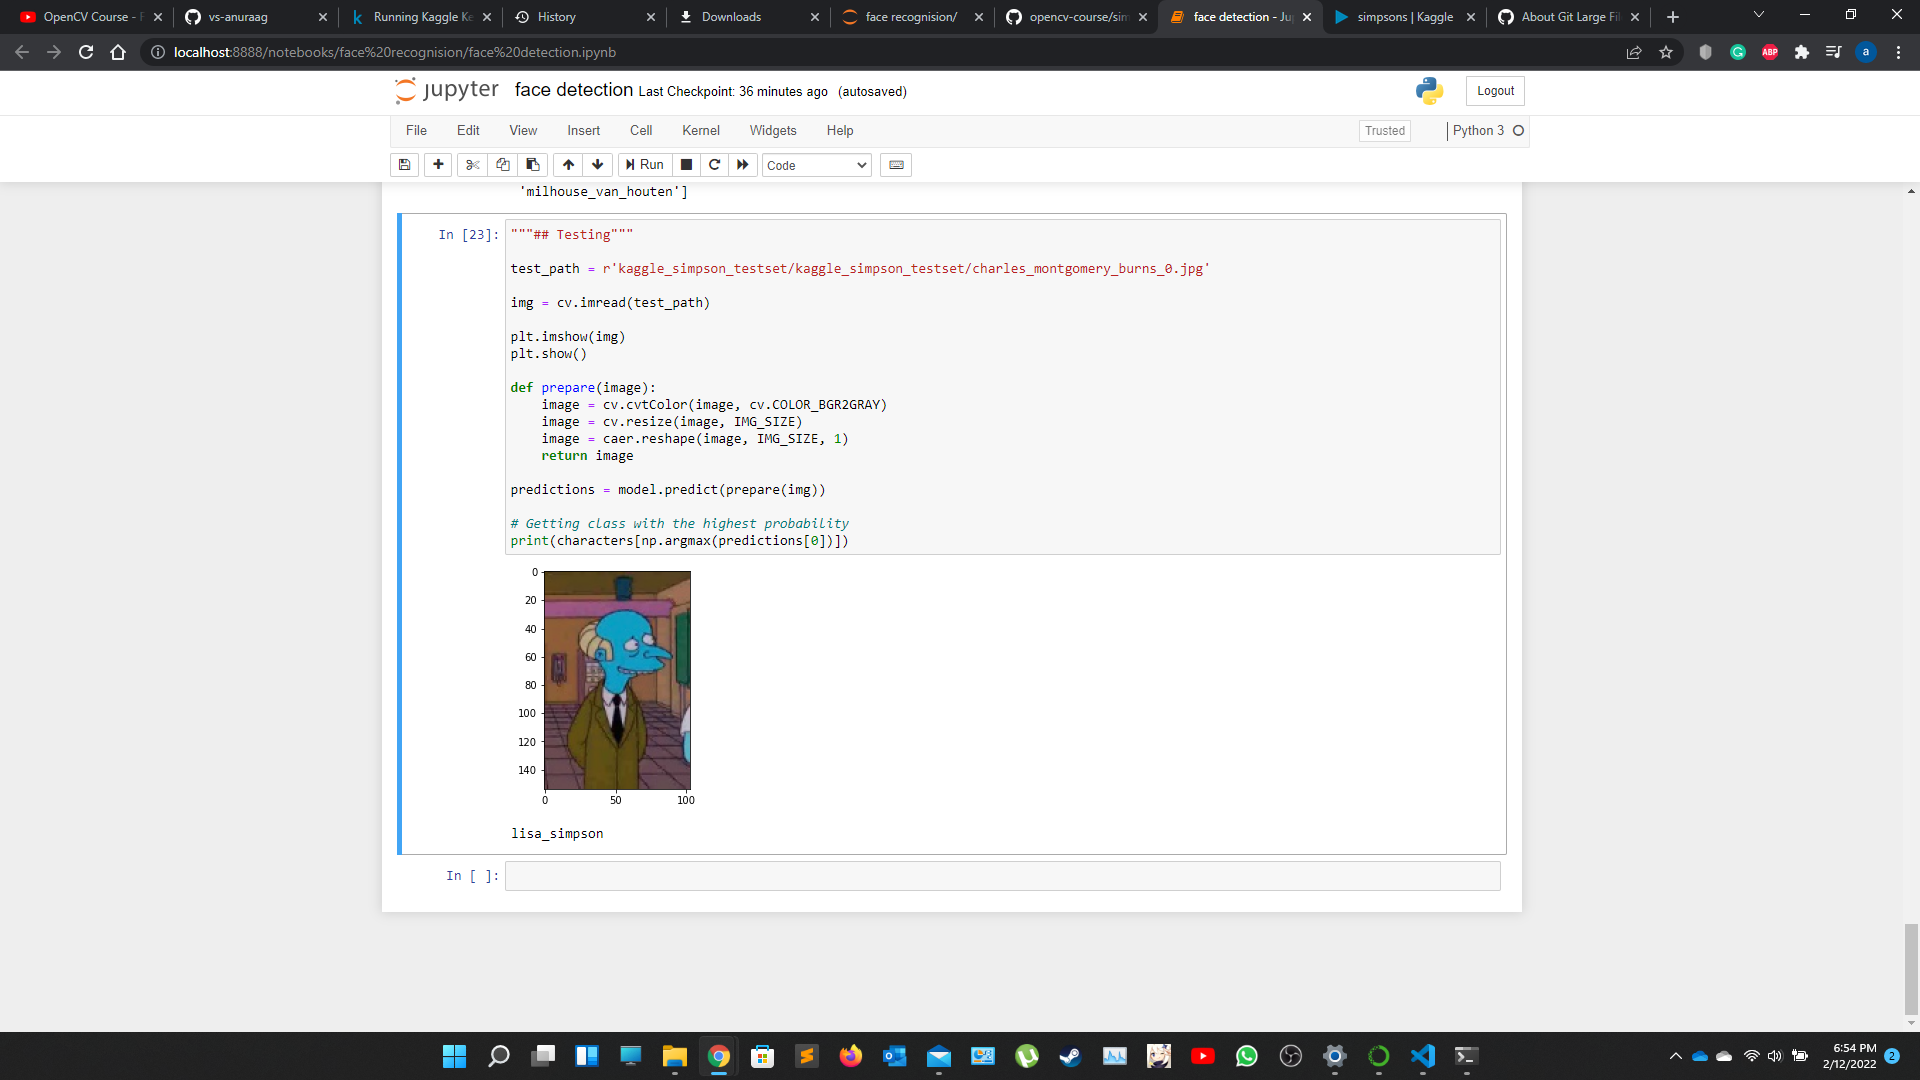 OpenCV Course - F
vs-anuraag
Running Kaggle Ke
History
Downloads
face recognision/
opencv-course/sim
face detection - Ju
simpsons | Kaggle
About Git Large Fil
localhost:8888/notebooks/face%20recognision/face%20detection.ipynb
ABP
a
jupyter face detection Last Checkpoint: 36 minutes ago (autosaved)
Logout
File Edit View Insert Cell Kernel Widgets Help
Trusted
Python 3
Run
Code
'milhouse_van_houten']
In [23]:
"""## Testing"""
test_path = r'kaggle_simpson_testset/kaggle_simpson_testset/charles_montgomery_burns_0.jpg'
img = cv.imread(test_path)
plt.imshow(img)
plt.show()
def prepare(image):
    image = cv.cvtColor(image, cv.COLOR_BGR2GRAY)
    image = cv.resize(image, IMG_SIZE)
    image = caer.reshape(image, IMG_SIZE, 1)
    return image
predictions = model.predict(prepare(img))
# Getting class with the highest probability
print(characters[np.argmax(predictions[0])])
0
20
40
60
80
100
120
140
0 50 100
lisa_simpson
In [ ]:
6:54 PM
2/12/2022
2